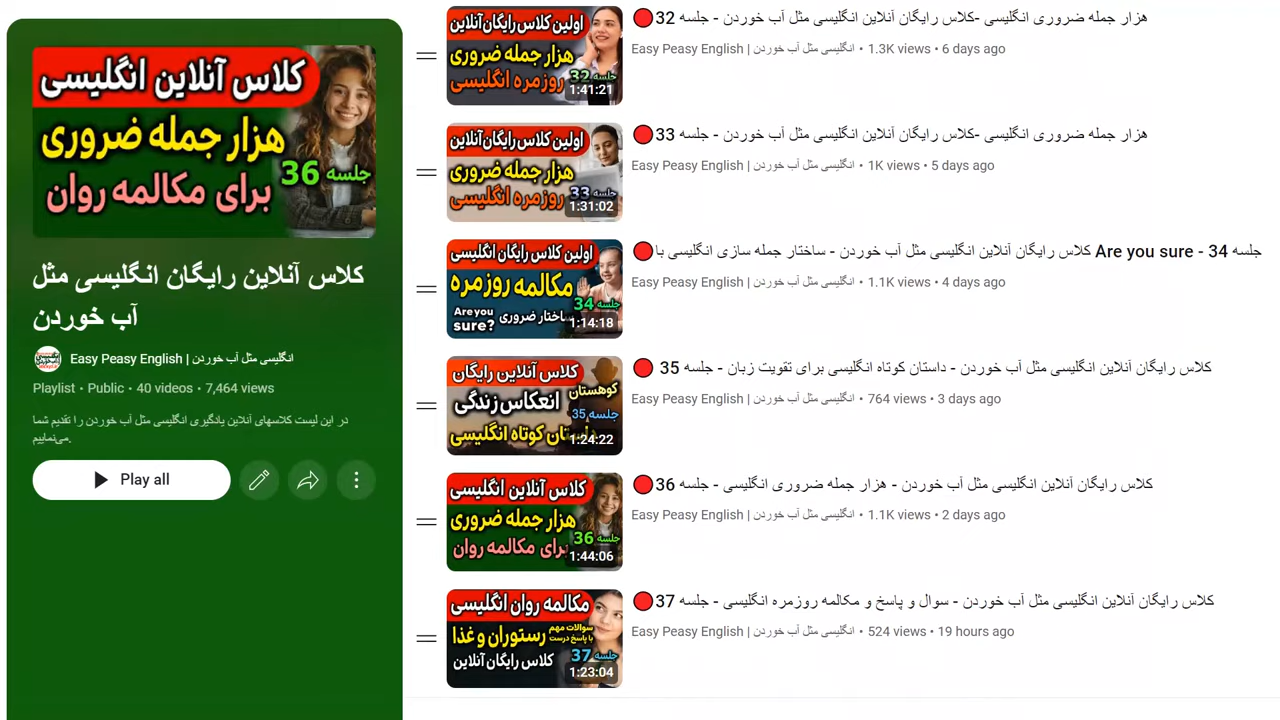 کلاس آنلاین انگلیسی
هزار جمله ضروری
جلسه 36
برای مکالمه روان
کلاس آنلاین رایگان انگلیسی مثل
آب خوردن
Easy Peasy English | انگلیسی مثل آب خوردن
Playlist • Public • 40 videos • 7,464 views
در این لیست کلاسهای آنلاین یادگیری انگلیسی مثل آب خوردن را تقدیم شما
می‌نماییم.
Play all
اولین کلاس رایگان آنلاین
هزار جمله ضروری
جلسه 32
روزمره انگلیسی
1:41:21
هزار جمله ضروری انگلیسی -کلاس رایگان آنلاین انگلیسی مثل آب خوردن - جلسه 32
Easy Peasy English | انگلیسی مثل آب خوردن • 1.3K views • 6 days ago
اولین کلاس رایگان آنلاین
هزار جمله ضروری
جلسه 33
روزمره انگلیسی
1:31:02
هزار جمله ضروری انگلیسی -کلاس رایگان آنلاین انگلیسی مثل آب خوردن - جلسه 33
Easy Peasy English | انگلیسی مثل آب خوردن • 1K views • 5 days ago
اولین کلاس رایگان انگلیسی
مکالمه روزمره
جلسه 34
ساختار ضروری
Are you
sure?
1:14:18
جلسه 34 - Are you sure کلاس رایگان آنلاین انگلیسی مثل آب خوردن - ساختار جمله سازی انگلیسی با
Easy Peasy English | انگلیسی مثل آب خوردن • 1.1K views • 4 days ago
کلاس آنلاین رایگان
کوهستان
انعکاس زندگی
جلسه 35
داستان کوتاه انگلیسی
1:24:22
کلاس رایگان آنلاین انگلیسی مثل آب خوردن - داستان کوتاه انگلیسی برای تقویت زبان - جلسه 35
Easy Peasy English | انگلیسی مثل آب خوردن • 764 views • 3 days ago
کلاس آنلاین انگلیسی
هزار جمله ضروری
جلسه 36
برای مکالمه روان
1:44:06
کلاس رایگان آنلاین انگلیسی مثل آب خوردن - هزار جمله ضروری انگلیسی - جلسه 36
Easy Peasy English | انگلیسی مثل آب خوردن • 1.1K views • 2 days ago
مکالمه روان انگلیسی
سوالات مهم
با پاسخ درست
رستوران و غذا
جلسه 37
کلاس رایگان آنلاین
1:23:04
کلاس رایگان آنلاین انگلیسی مثل آب خوردن - سوال و پاسخ و مکالمه روزمره انگلیسی - جلسه 37
Easy Peasy English | انگلیسی مثل آب خوردن • 524 views • 19 hours ago